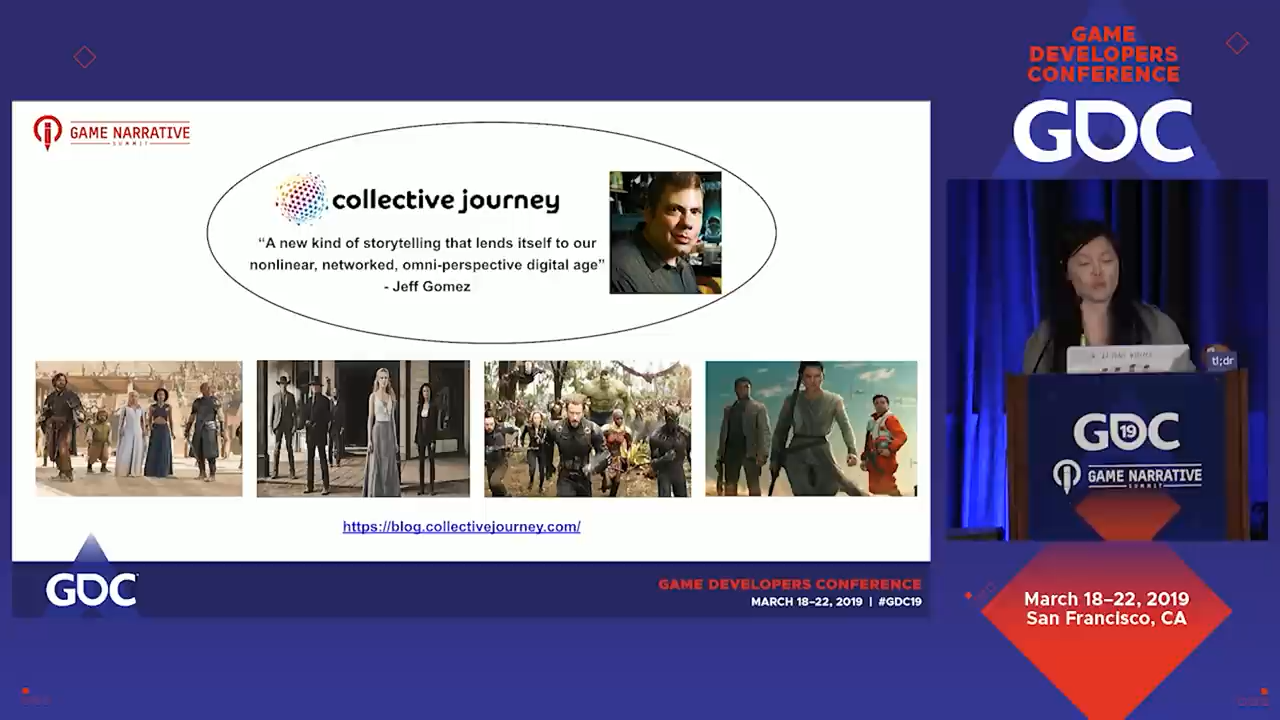 GAME NARRATIVE
SUMMIT
collective journey
“A new kind of storytelling that lends itself to our
nonlinear, networked, omni-perspective digital age”
- Jeff Gomez
https://blog.collectivejourney.com/
GDC
GAME DEVELOPERS CONFERENCE
MARCH 18–22, 2019 | #GDC19
GAME
DEVELOPERS
CONFERENCE
GDC
tl;dr
GDC
19
GAME NARRATIVE
SUMMIT
March 18–22, 2019
San Francisco, CA